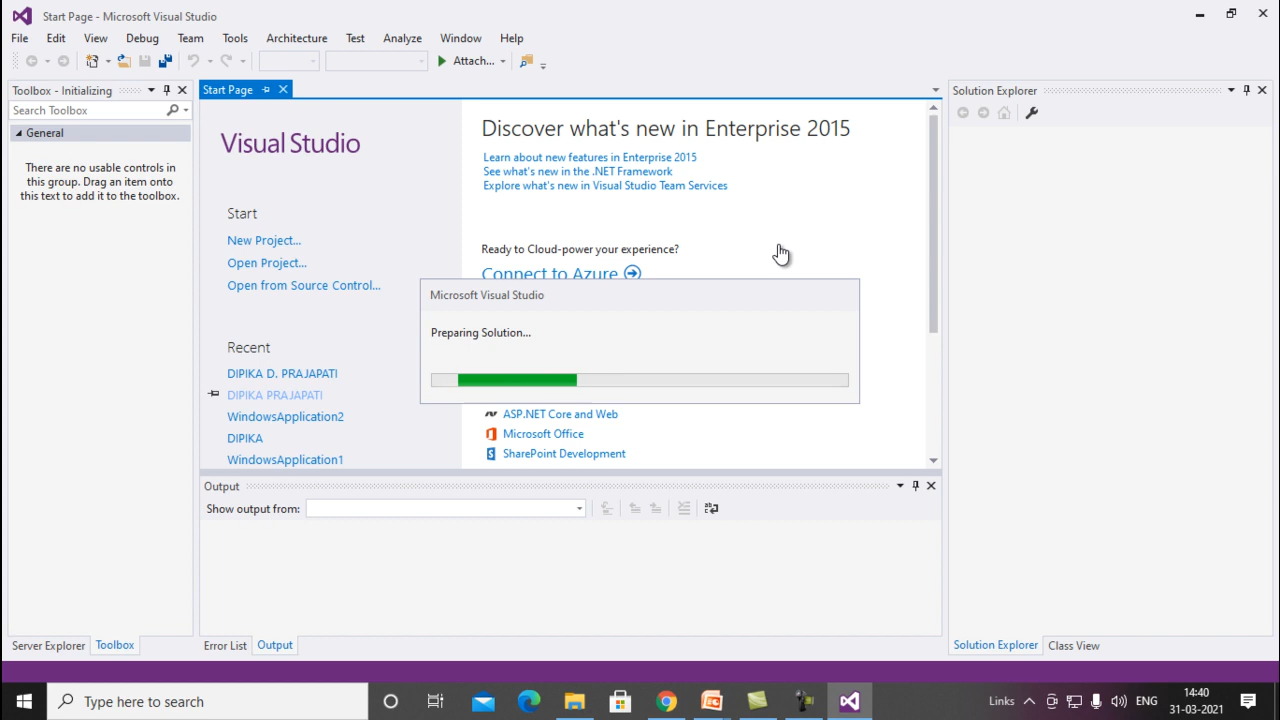 Start Page - Microsoft Visual Studio
File Edit View Debug Team Tools Architecture Test Analyze Window Help
Attach...
Toolbox - Initializing
Search Toolbox
General
There are no usable controls in
this group. Drag an item onto
this text to add it to the toolbox.
Server Explorer Toolbox
Start Page
Visual Studio
Start
New Project...
Open Project...
Open from Source Control...
Recent
DIPIKA D. PRAJAPATI
DIPIKA PRAJAPATI
WindowsApplication2
DIPIKA
WindowsApplication1
Discover what's new in Enterprise 2015
Learn about new features in Enterprise 2015
See what's new in the .NET Framework
Explore what's new in Visual Studio Team Services
Ready to Cloud-power your experience?
Connect to Azure
Microsoft Visual Studio
Preparing Solution...
ASP.NET Core and Web
Microsoft Office
SharePoint Development
Output
Show output from:
Error List Output
Solution Explorer
Solution Explorer Class View
Type here to search
Links
ENG
14:40
31-03-2021